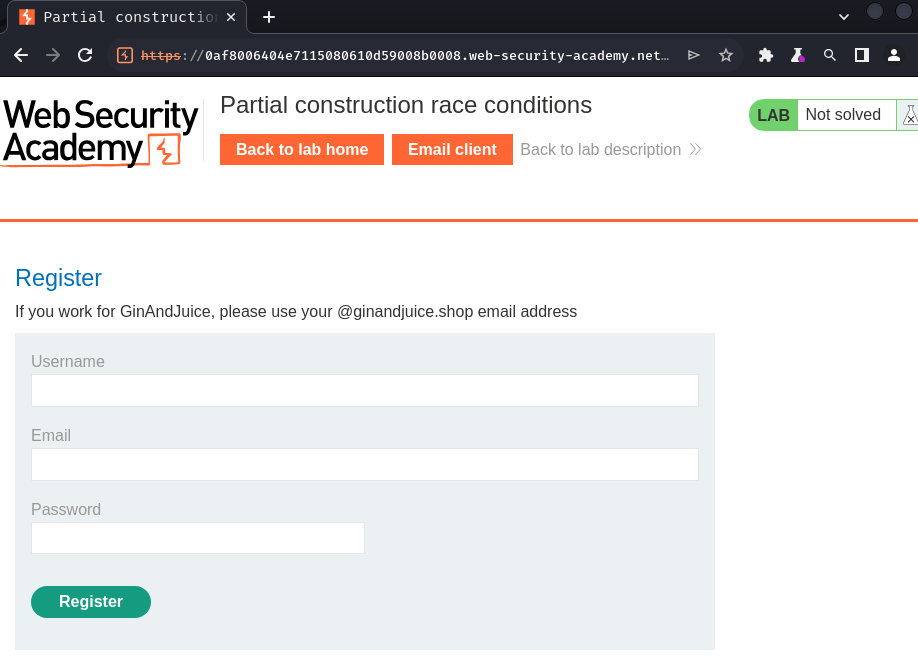 Partial construction
https://0af8006404e7115080610d59008b0008.web-security-academy.net…
Web Security
Academy
Partial construction race conditions
Back to lab home
Email client
Back to lab description
LAB
Not solved
Register
If you work for GinAndJuice, please use your @ginandjuice.shop email address
Username
Email
Password
Register